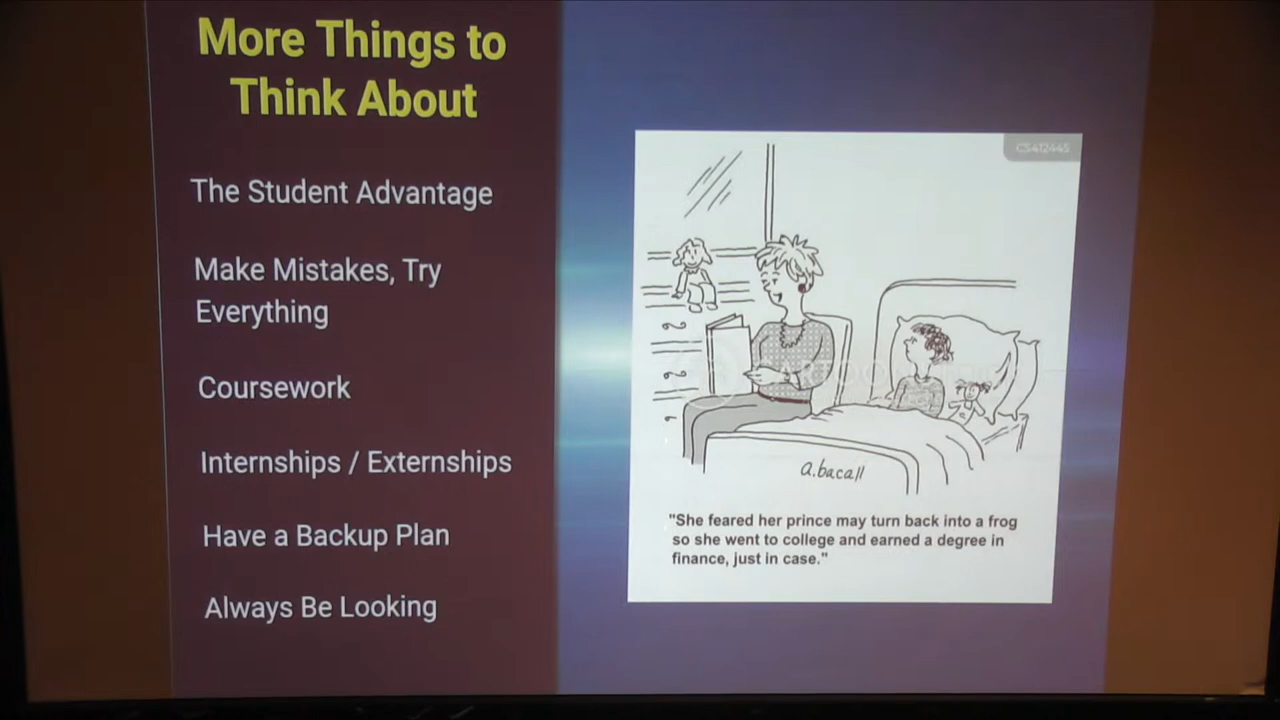 More Things to
Think About
The Student Advantage
Make Mistakes, Try
Everything
Coursework
Internships / Externships
Have a Backup Plan
Always Be Looking
CS412445
a.bacall
"She feared her prince may turn back into a frog
so she went to college and earned a degree in
finance, just in case."